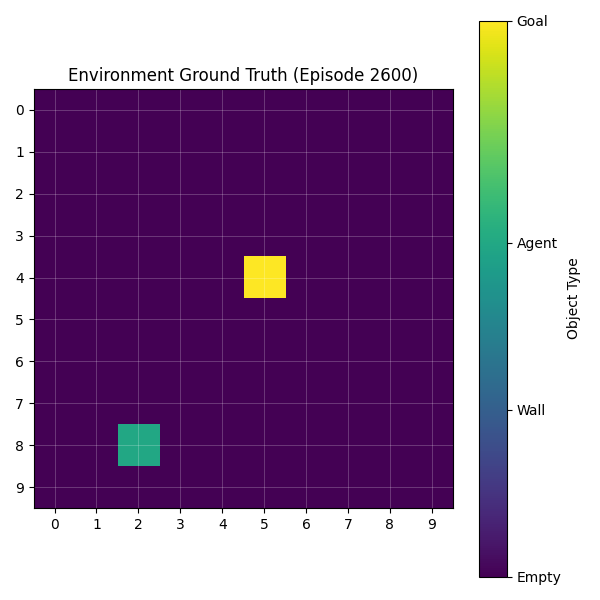 Environment Ground Truth (Episode 2600)
0
1
2
3
4
5
6
7
8
9
0 1 2 3 4 5 6 7 8 9
Goal
Agent
Wall
Empty
Object Type